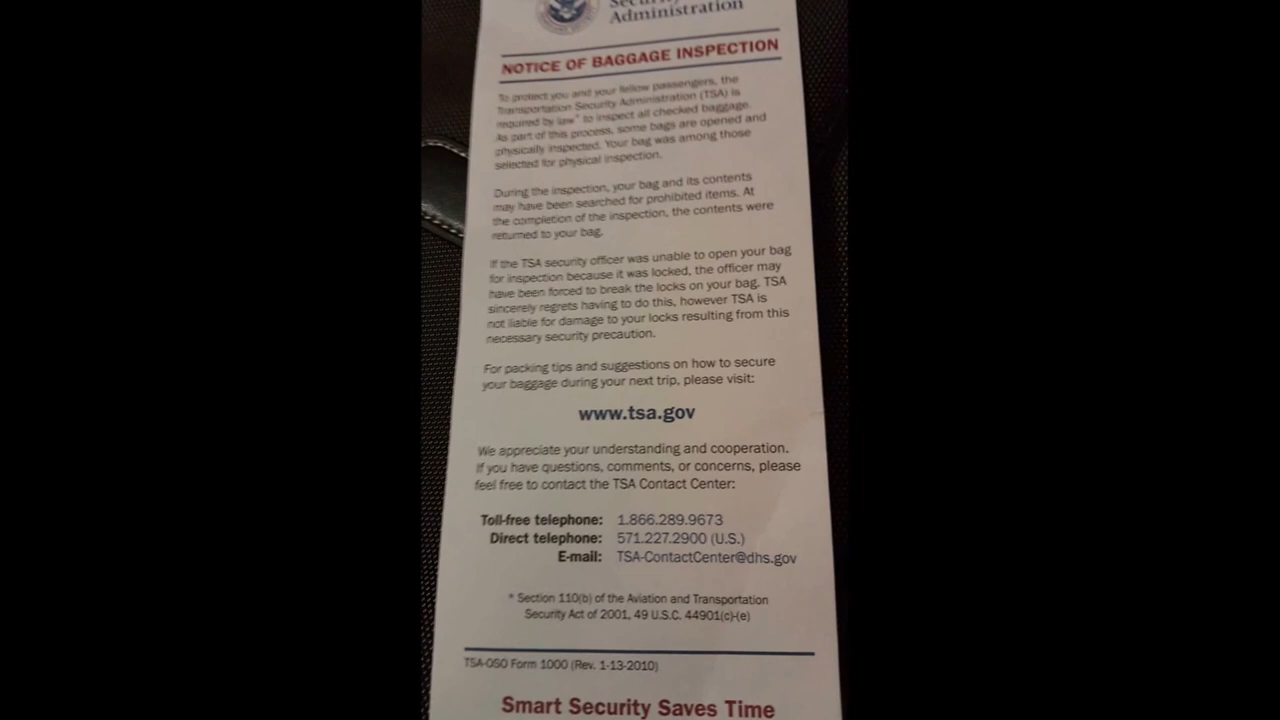 Security
Administration
NOTICE OF BAGGAGE INSPECTION
To protect you and your fellow passengers, the
Transportation Security Administration (TSA) is
required by law* to inspect all checked baggage.
As part of this process, some bags are opened and
physically inspected. Your bag was among those
selected for physical inspection.
During the inspection, your bag and its contents
may have been searched for prohibited items. At
the completion of the inspection, the contents were
returned to your bag.
If the TSA security officer was unable to open your bag
for inspection because it was locked, the officer may
have been forced to break the locks on your bag. TSA
sincerely regrets having to do this, however TSA is
not liable for damage to your locks resulting from this
necessary security precaution.
For packing tips and suggestions on how to secure
your baggage during your next trip, please visit:
www.tsa.gov
We appreciate your understanding and cooperation.
If you have questions, comments, or concerns, please
feel free to contact the TSA Contact Center:
Toll-free telephone: 1.866.289.9673
Direct telephone: 571.227.2900 (U.S.)
E-mail: TSA-ContactCenter@dhs.gov
* Section 110(b) of the Aviation and Transportation
Security Act of 2001, 49 U.S.C. 44901(c)-(e)
TSA-OSO Form 1000 (Rev. 1-13-2010)
Smart Security Saves Time